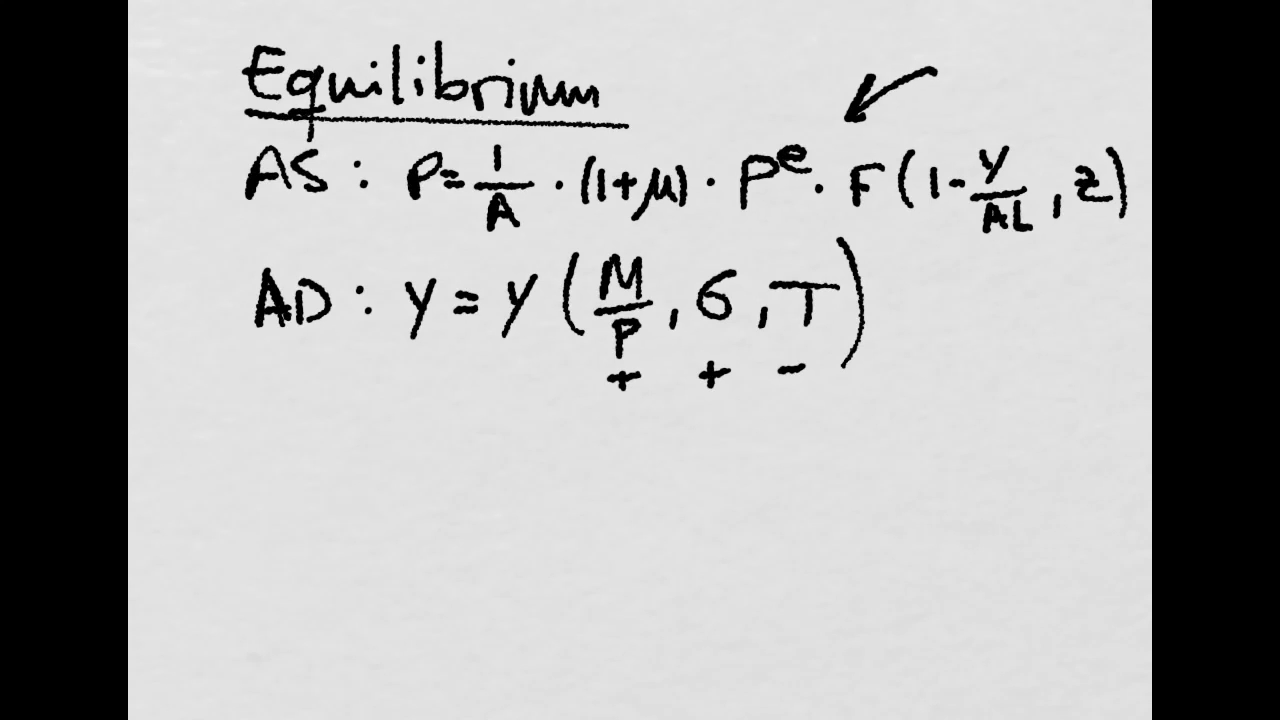 Equilibrium
AS : P = 1/A · (1+μ) · P^e · F(1 - Y/AL, z)
AD : Y = Y (M/P, G, T)
+ + -